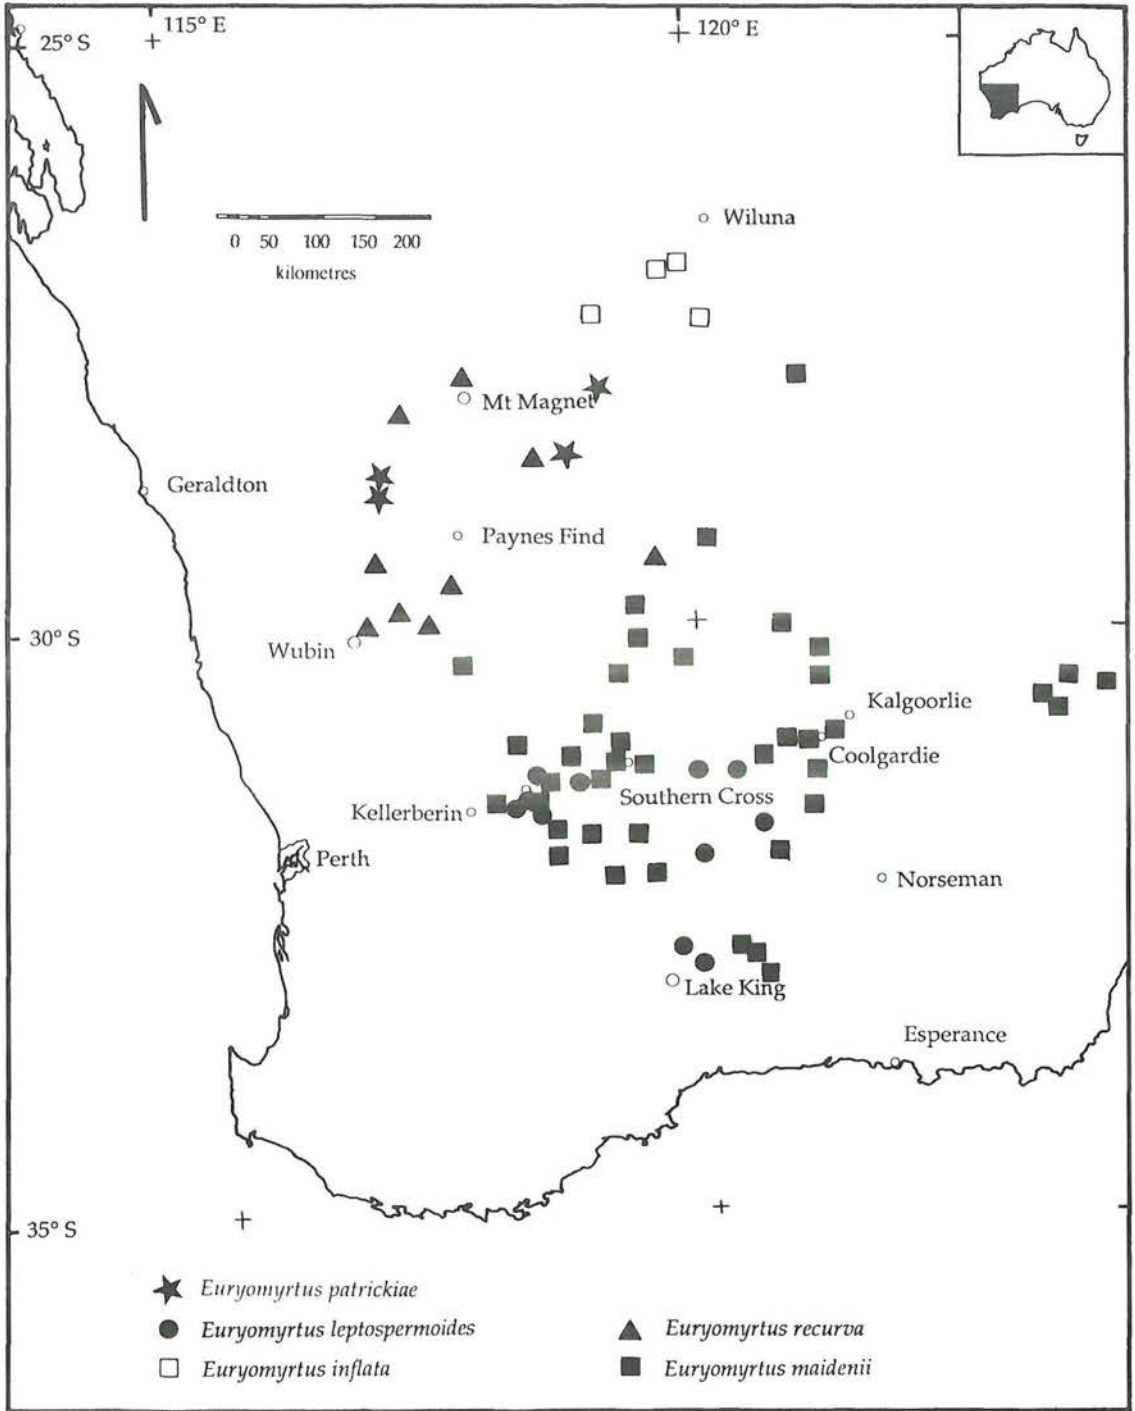 115° E
120° E
25° S
Wiluna
0 50 100 150 200
kilometres
Mt Magnet
Geraldton
Paynes Find
30° S
Wubin
Kalgoorlie
Coolgardie
Southern Cross
Kellerberin
Perth
Norseman
Lake King
Esperance
35° S
Euryomyrtus patrickiae
Euryomyrtus leptospermoides
Euryomyrtus recurva
Euryomyrtus inflata
Euryomyrtus maidenii